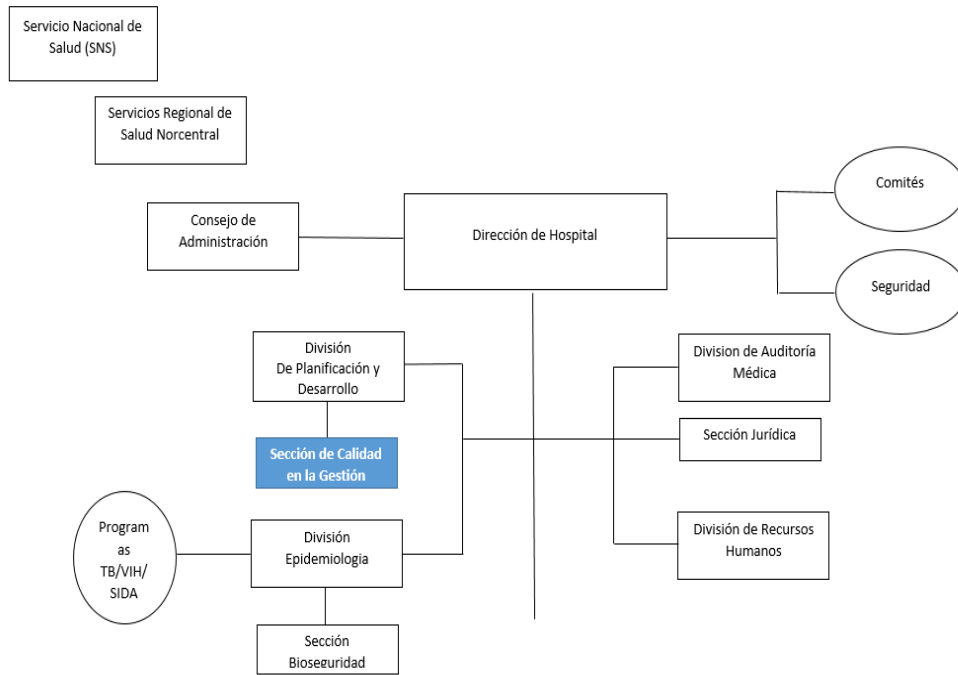 Servicio Nacional de
Salud (SNS)
Servicios Regional de
Salud Norcentral
Comités
Consejo de
Administración
Dirección de Hospital
Seguridad
División
De Planificación y
Desarrollo
Division de Auditoría
Médica
Sección de Calidad
en la Gestión
Sección Jurídica
Program
as
TB/VIH/
SIDA
División
Epidemiologia
División de Recursos
Humanos
Sección
Bioseguridad